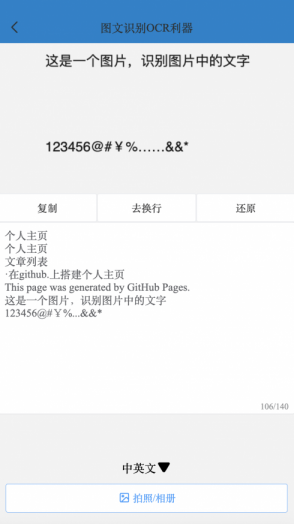 图文识别OCR利器
这是一个图片，识别图片中的文字
123456@#￥%……&&*
复制
去换行
还原
个人主页
个人主页
文章列表
·在github.上搭建个人主页
This page was generated by GitHub Pages.
这是一个图片，识别图片中的文字
123456@#￥%...&&*
106/140
中英文▼
拍照/相册